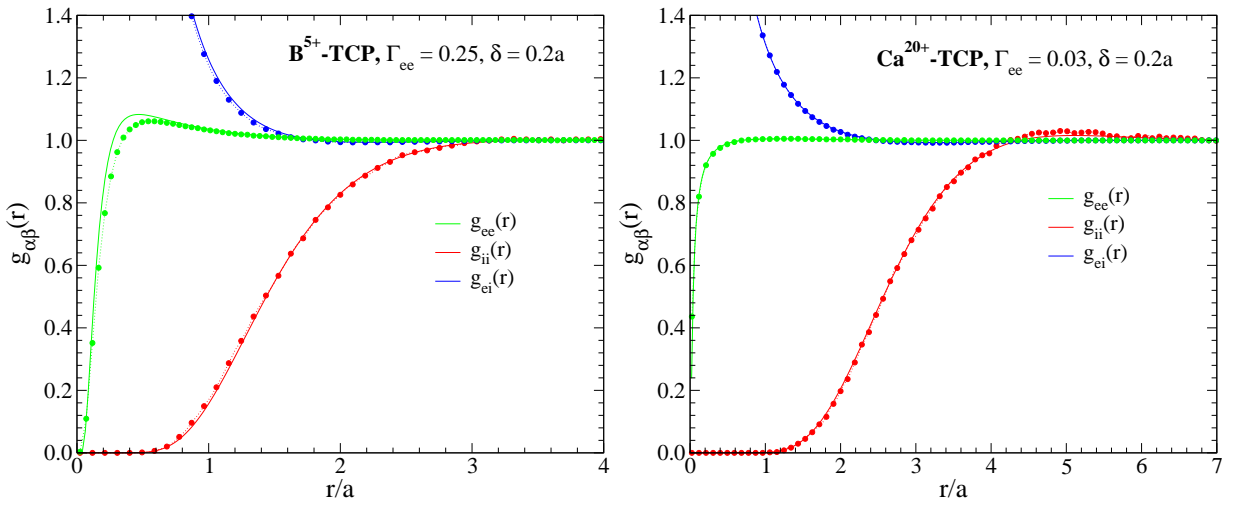 B5+-TCP, Γee = 0.25, δ = 0.2a
gαβ(r)
1.4
1.2
1.0
0.8
0.6
0.4
0.2
0.0
gee(r)
gii(r)
gei(r)
0 1 2 3 4
r/a
Ca20+-TCP, Γee = 0.03, δ = 0.2a
gαβ(r)
1.4
1.2
1.0
0.8
0.6
0.4
0.2
0.0
gee(r)
gii(r)
gei(r)
0 1 2 3 4 5 6 7
r/a